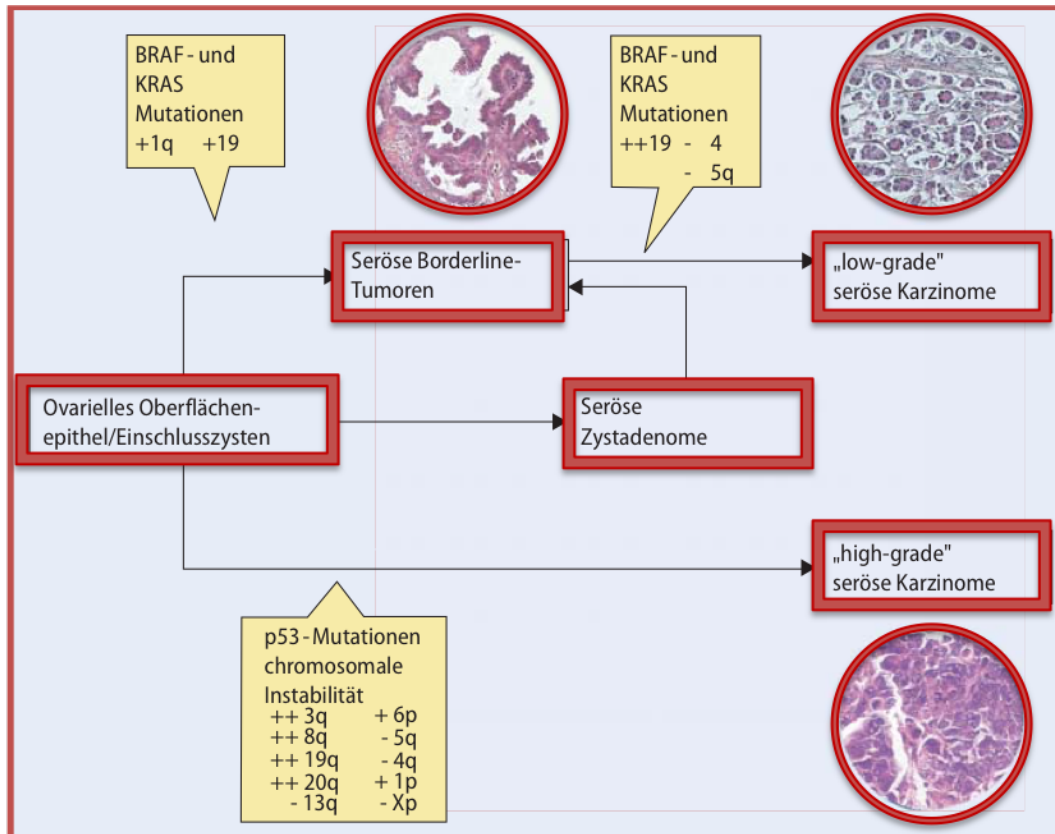 BRAF - und
KRAS
Mutationen
+1q +19
BRAF - und
KRAS
Mutationen
++19 - 4
- 5q
Seröse Borderline-
Tumoren
„low-grade"
seröse Karzinome
Ovarielles Oberflächen-
epithel/Einschlusszysten
Seröse
Zystadenome
„high-grade"
seröse Karzinome
p53 - Mutationen
chromosomale
Instabilität
++ 3q + 6p
++ 8q - 5q
++ 19q - 4q
++ 20q + 1p
- 13q - Xp